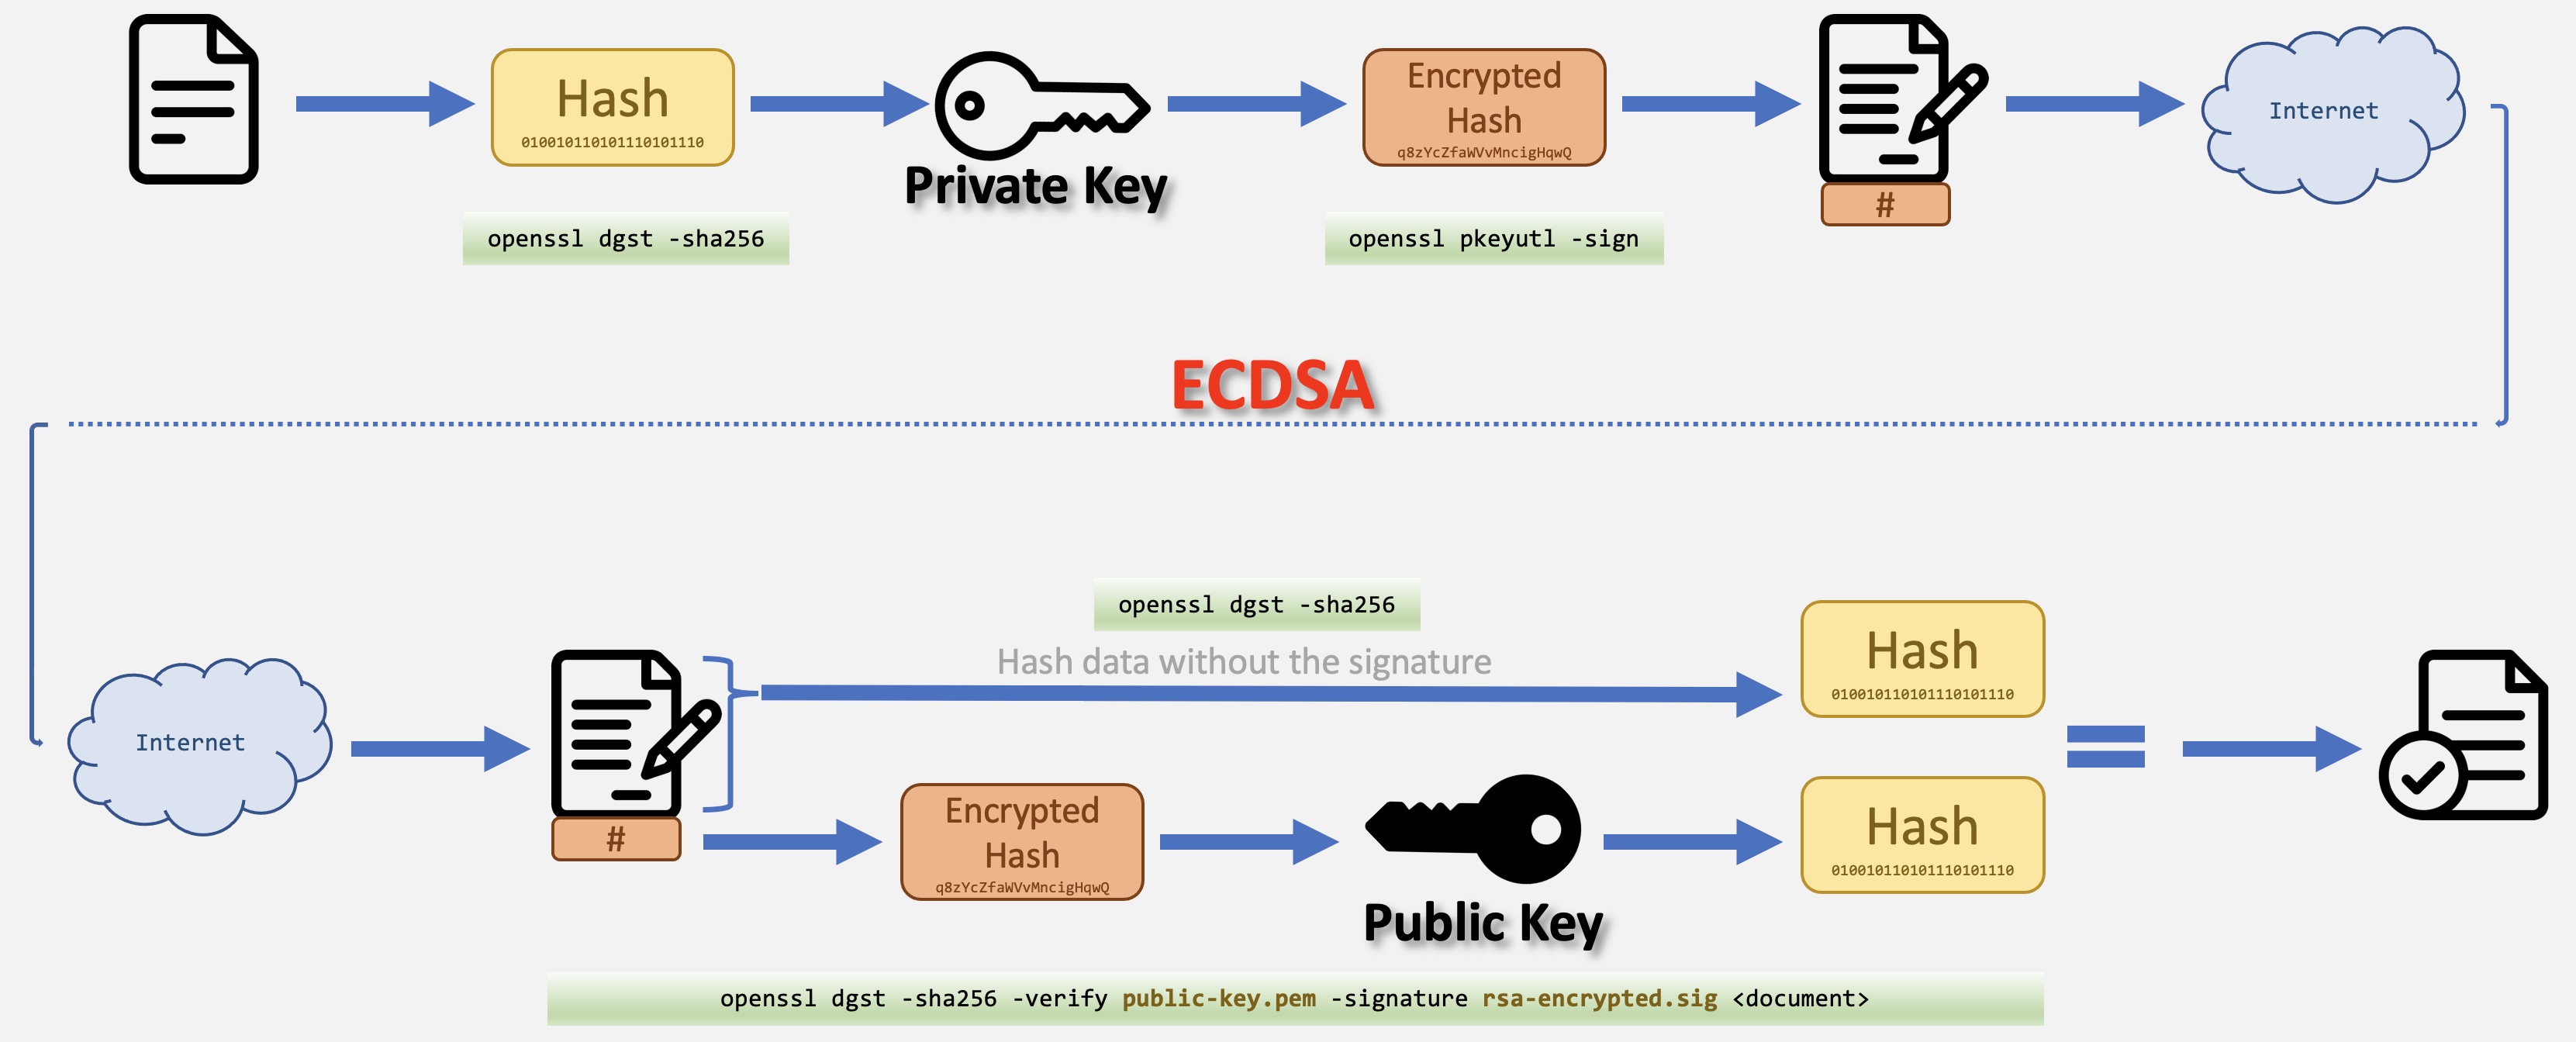 Hash
010010110101110101110
Private Key
openssl dgst -sha256
Encrypted
Hash
q8zYcZfaWVvMncigHqwQ
openssl pkeyutl -sign
#
Internet
ECDSA
Internet
#
openssl dgst -sha256
Hash data without the signature
Hash
010010110101110101110
Encrypted
Hash
q8zYcZfaWVvMncigHqwQ
Public Key
Hash
010010110101110101110
openssl dgst -sha256 -verify public-key.pem -signature rsa-encrypted.sig <document>